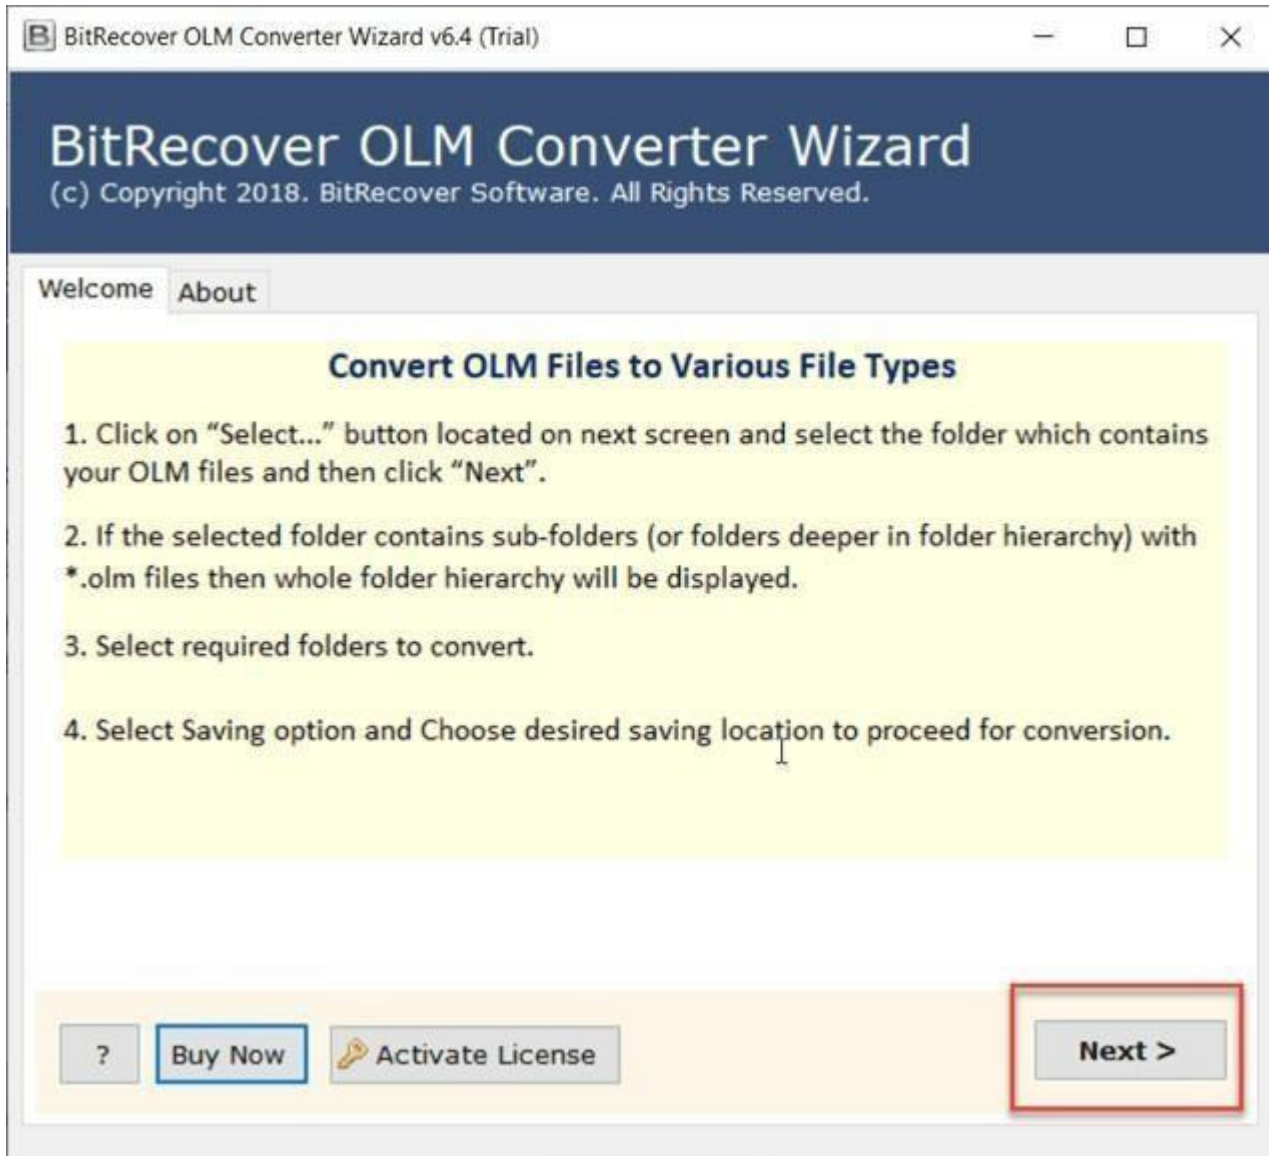 BitRecover OLM Converter Wizard v6.4 (Trial)
BitRecover OLM Converter Wizard
(c) Copyright 2018. BitRecover Software. All Rights Reserved.
Welcome About
Convert OLM Files to Various File Types
1. Click on “Select...” button located on next screen and select the folder which contains
your OLM files and then click “Next”.
2. If the selected folder contains sub-folders (or folders deeper in folder hierarchy) with
*.olm files then whole folder hierarchy will be displayed.
3. Select required folders to convert.
4. Select Saving option and Choose desired saving location to proceed for conversion.
? Buy Now Activate License Next >